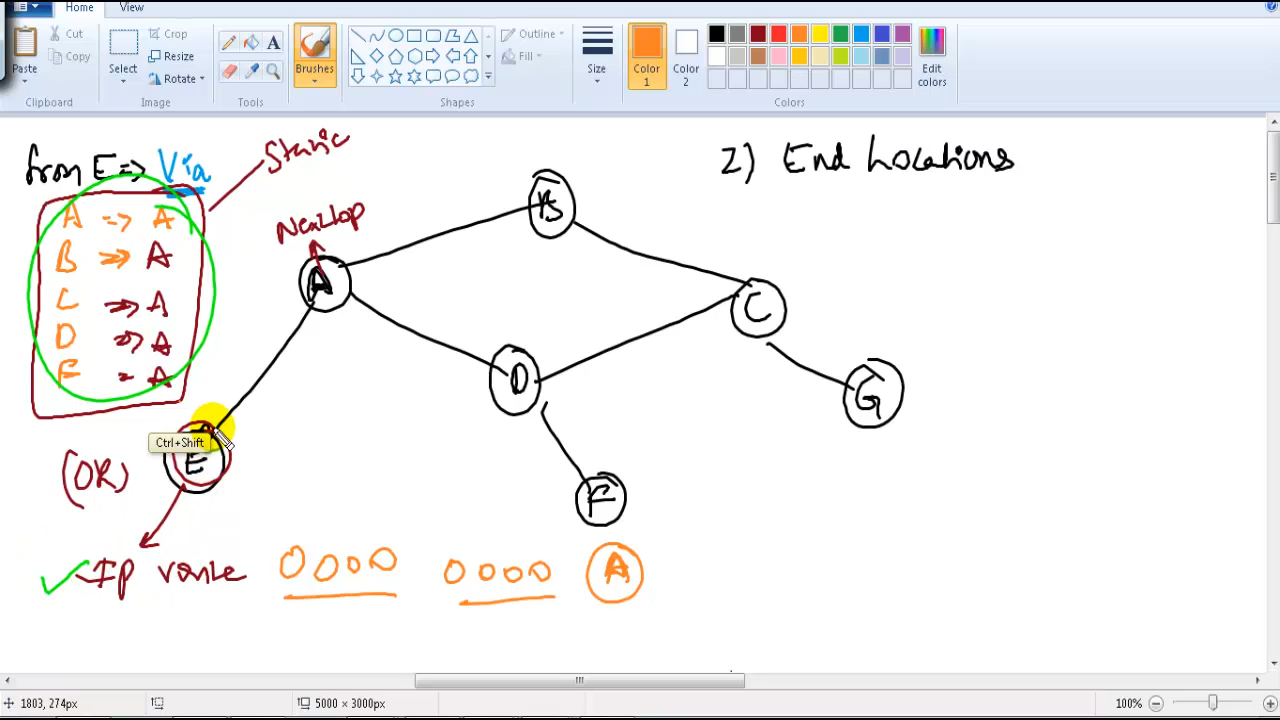 Home View
Cut
Copy
Paste
Clipboard
Crop
Resize
Rotate
Select
Image
A
Tools
Brushes
Outline
Fill
Shapes
Size
Color 1
Color 2
Edit colors
Colors
from E => Via
Static
2) End Locations
A => A
B => A
C => A
D => A
F = A
NextHop
A
B
C
D
E
F
G
Ctrl+Shift
(OR)
Ip route 0000 0000 A
1803, 274px
5000 × 3000px
100%